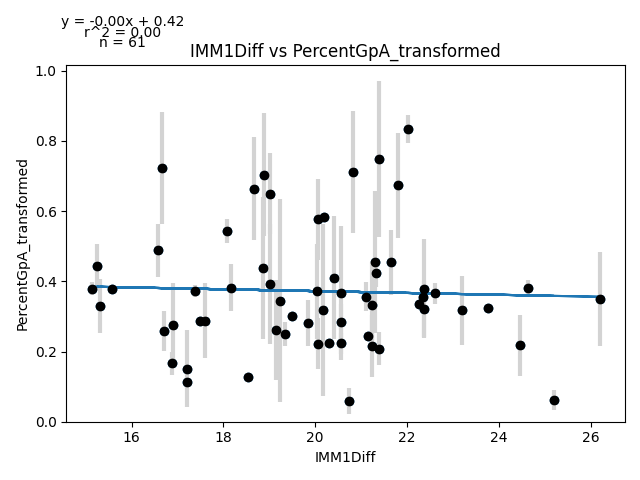 y = -0.00x + 0.42
r^2 = 0.00
n = 61
IMM1Diff vs PercentGpA_transformed
1.0
0.8
0.6
0.4
0.2
0.0
PercentGpA_transformed
16 18 20 22 24 26
IMM1Diff